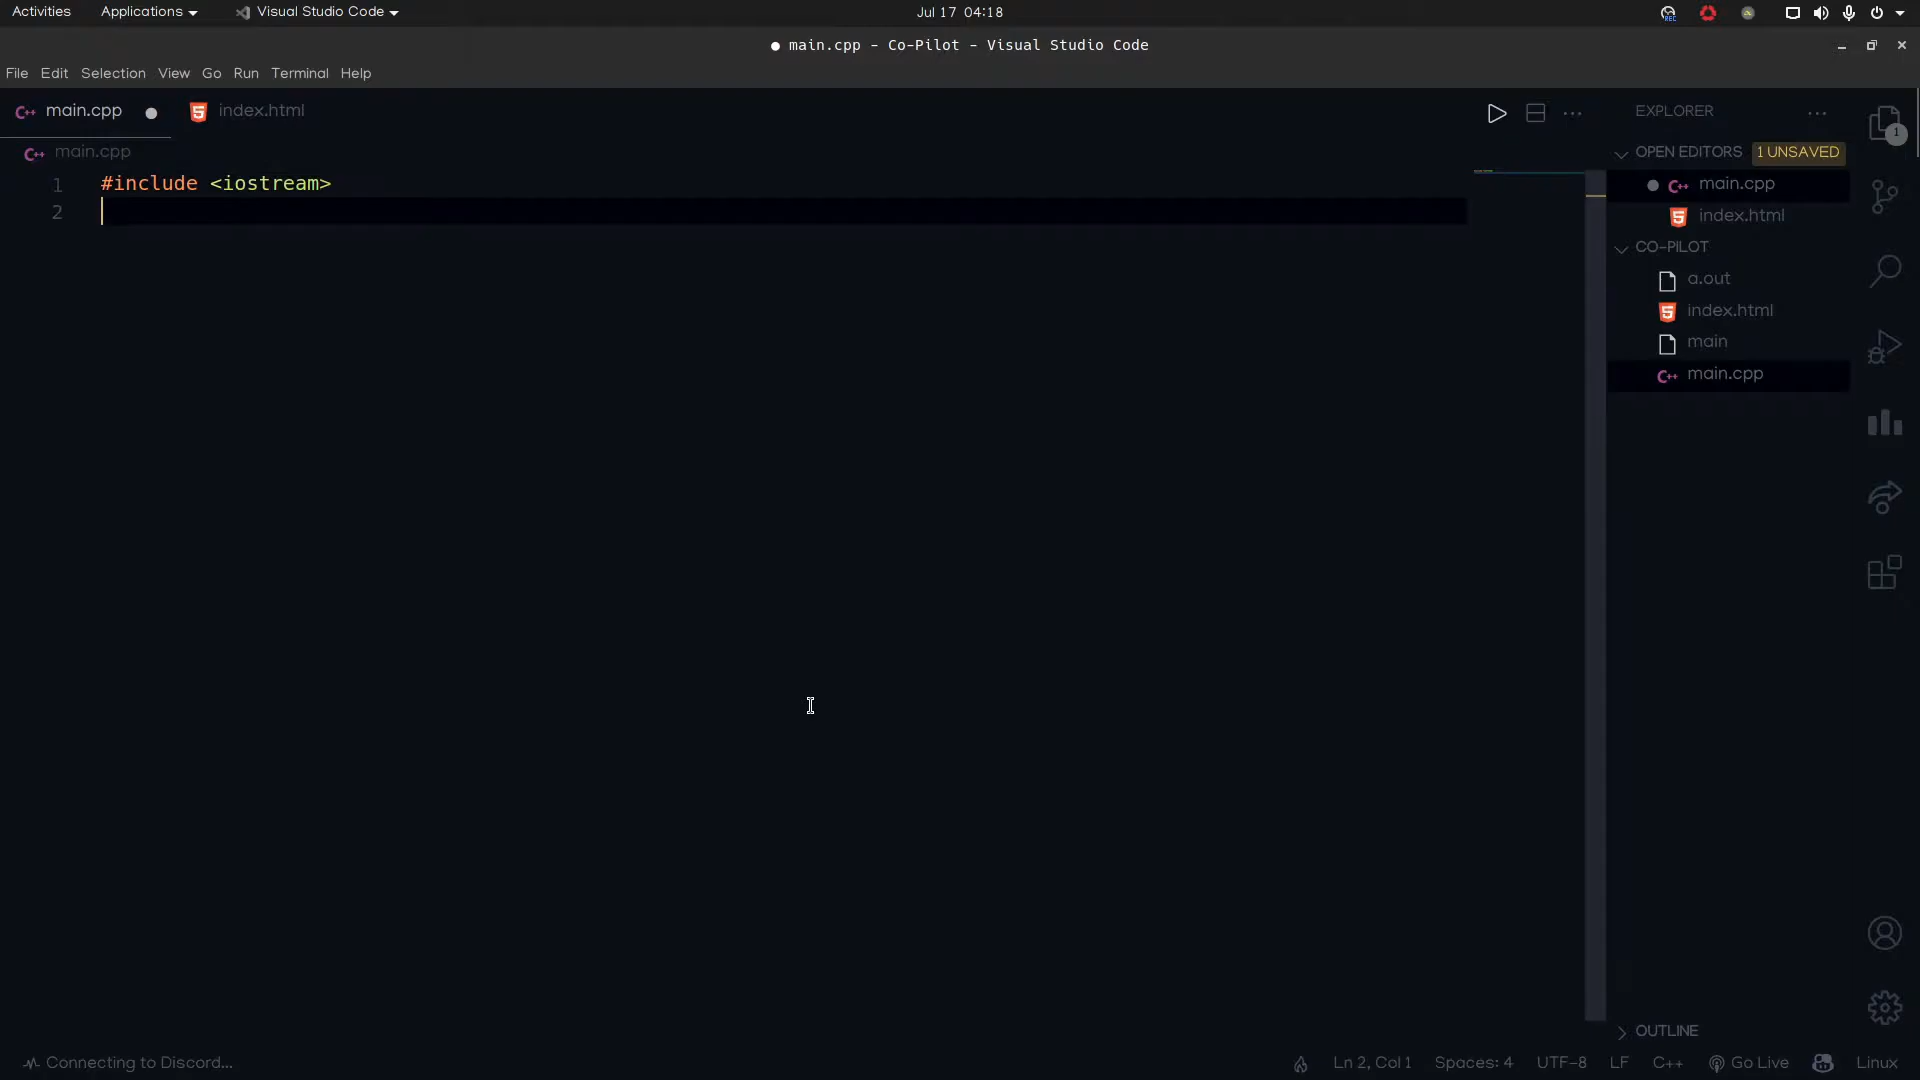 Activities Applications Visual Studio Code Jul 17 04:18
● main.cpp - Co-Pilot - Visual Studio Code
File Edit Selection View Go Run Terminal Help
main.cpp index.html
main.cpp
1 #include <iostream>
2
EXPLORER
OPEN EDITORS 1 UNSAVED
main.cpp
index.html
CO-PILOT
a.out
index.html
main
main.cpp
1
OUTLINE
Connecting to Discord... Ln 2, Col 1 Spaces: 4 UTF-8 LF C++ Go Live Linux